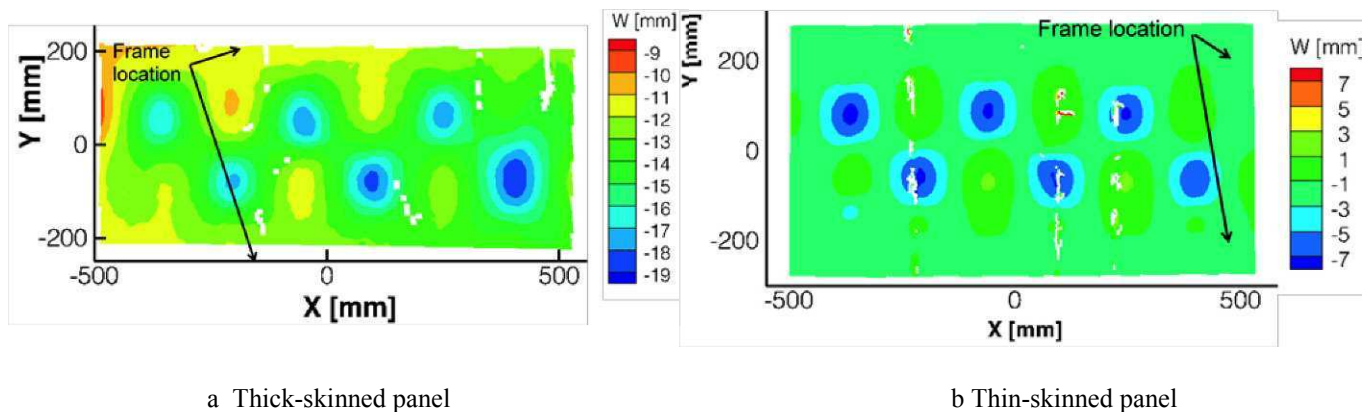 W [mm]
200
Frame
location
0
-200
-500
0
500
Y [mm]
X [mm]
-9
-10
-11
-12
-13
-14
-15
-16
-17
-18
-19
W [mm]
Frame location
200
0
-200
-500
0
500
Y [mm]
X [mm]
7
5
3
1
-1
-3
-5
-7
a Thick-skinned panel
b Thin-skinned panel